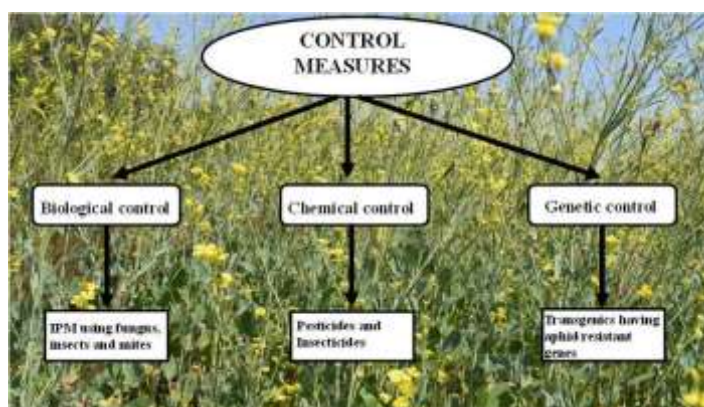 CONTROL
MEASURES
Biological control
Chemical control
Genetic control
IPM using fungus,
insects and mites
Pesticides and
Insecticides
Transgenics having
aphid resistant
genes